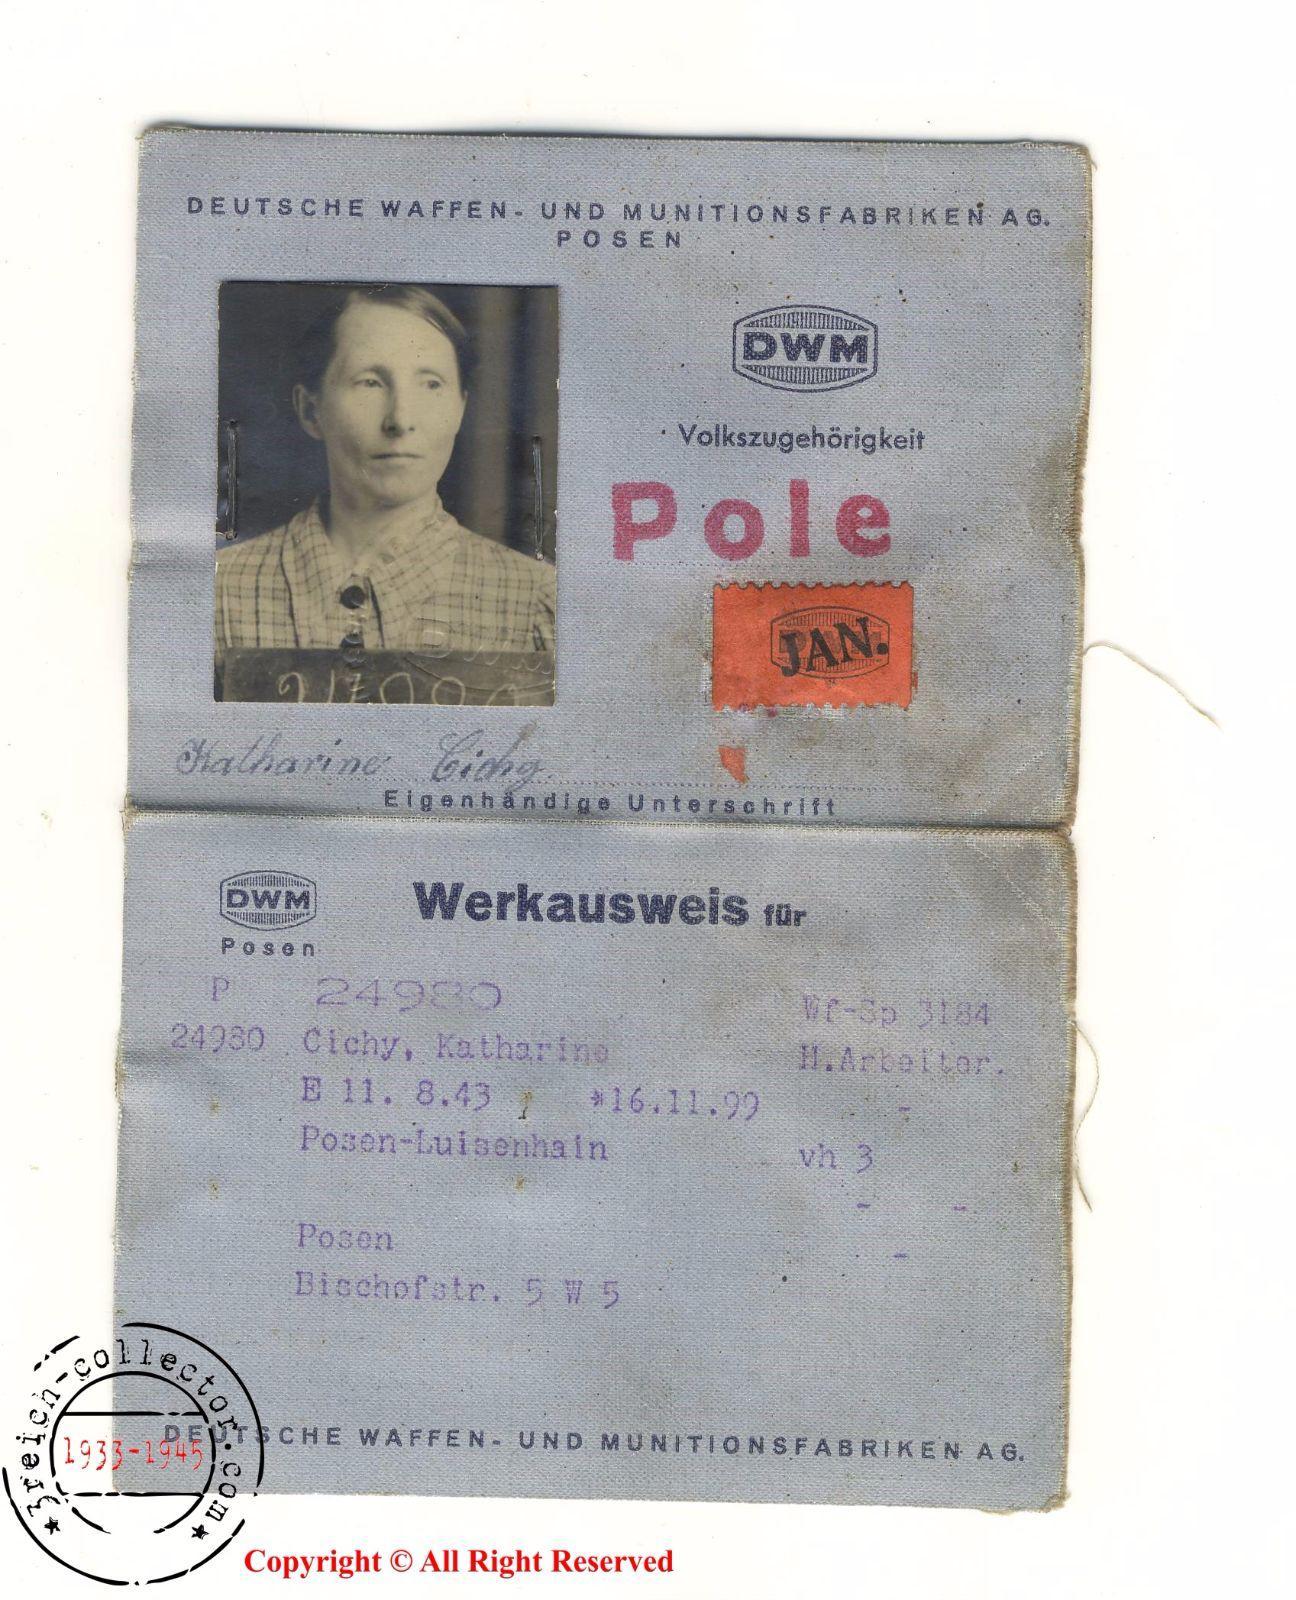 DEUTSCHE WAFFEN- UND MUNITIONSFABRIKEN AG.
POSEN
DWM
Volkszugehörigkeit
Pole
JAN.
Katharine Cichy
Eigenhändige Unterschrift
DWM
Posen
Werkausweis für
P 24980
Wf-Sp 3184
24980 Cichy, Katharine
H.Arbeiter.
E 11. 8.43 *16.11.99 -
Posen-Luisenhain
vh 3
- -
Posen
-
Bischofstr. 5 W 5
DEUTSCHE WAFFEN- UND MUNITIONSFABRIKEN AG.
3reich-collector.com
1933-1945
Copyright © All Right Reserved